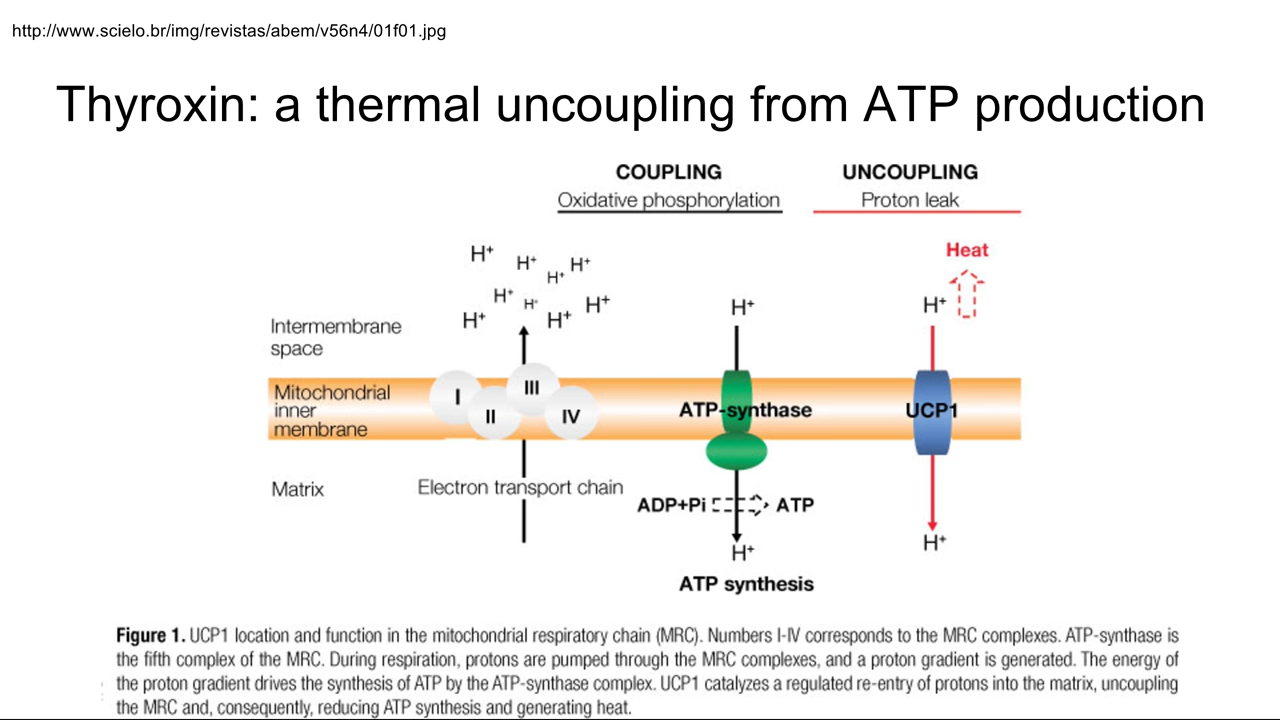 http://www.scielo.br/img/revistas/abem/v56n4/01f01.jpg
Thyroxin: a thermal uncoupling from ATP production
COUPLING
Oxidative phosphorylation
UNCOUPLING
Proton leak
Heat
H+
H+
H+
H+
H+
H+
H+
H+
H+
H+
H+
Intermembrane
space
Mitochondrial
inner
membrane
I
II
III
IV
ATP-synthase
UCP1
Matrix
Electron transport chain
ADP+Pi
ATP
H+
H+
ATP synthesis
Figure 1. UCP1 location and function in the mitochondrial respiratory chain (MRC). Numbers I-IV corresponds to the MRC complexes. ATP-synthase is
the fifth complex of the MRC. During respiration, protons are pumped through the MRC complexes, and a proton gradient is generated. The energy of
the proton gradient drives the synthesis of ATP by the ATP-synthase complex. UCP1 catalyzes a regulated re-entry of protons into the matrix, uncoupling
the MRC and, consequently, reducing ATP synthesis and generating heat.